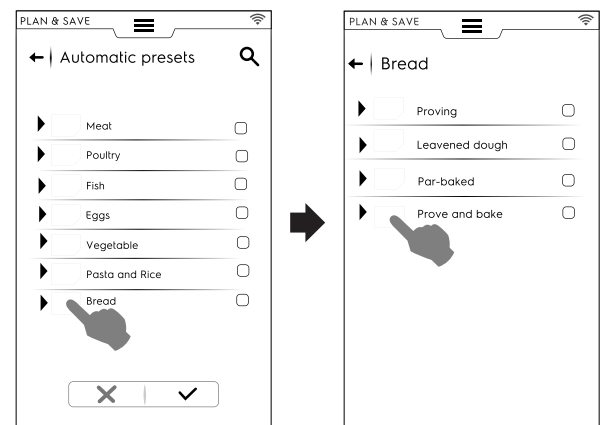 PLAN & SAVE
Automatic presets
Meat
Poultry
Fish
Eggs
Vegetable
Pasta and Rice
Bread
PLAN & SAVE
Bread
Proving
Leavened dough
Par-baked
Prove and bake